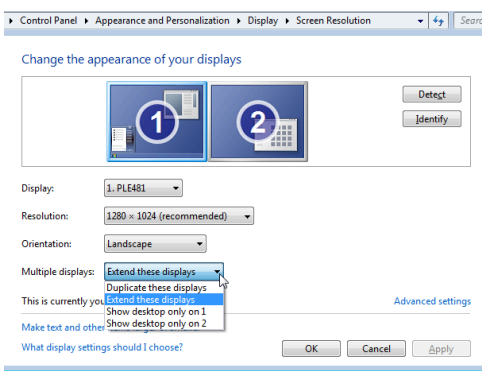 Control Panel ▸ Appearance and Personalization ▸ Display ▸ Screen Resolution
Change the appearance of your displays
1
2
Detect
Identify
Display: 1. PLE481
Resolution: 1280 × 1024 (recommended)
Orientation: Landscape
Multiple displays: Extend these displays
Duplicate these displays
This is currently Extend these displays Advanced settings
Show desktop only on 1
Make text and other
Show desktop only on 2
What display settings should I choose?
OK Cancel Apply